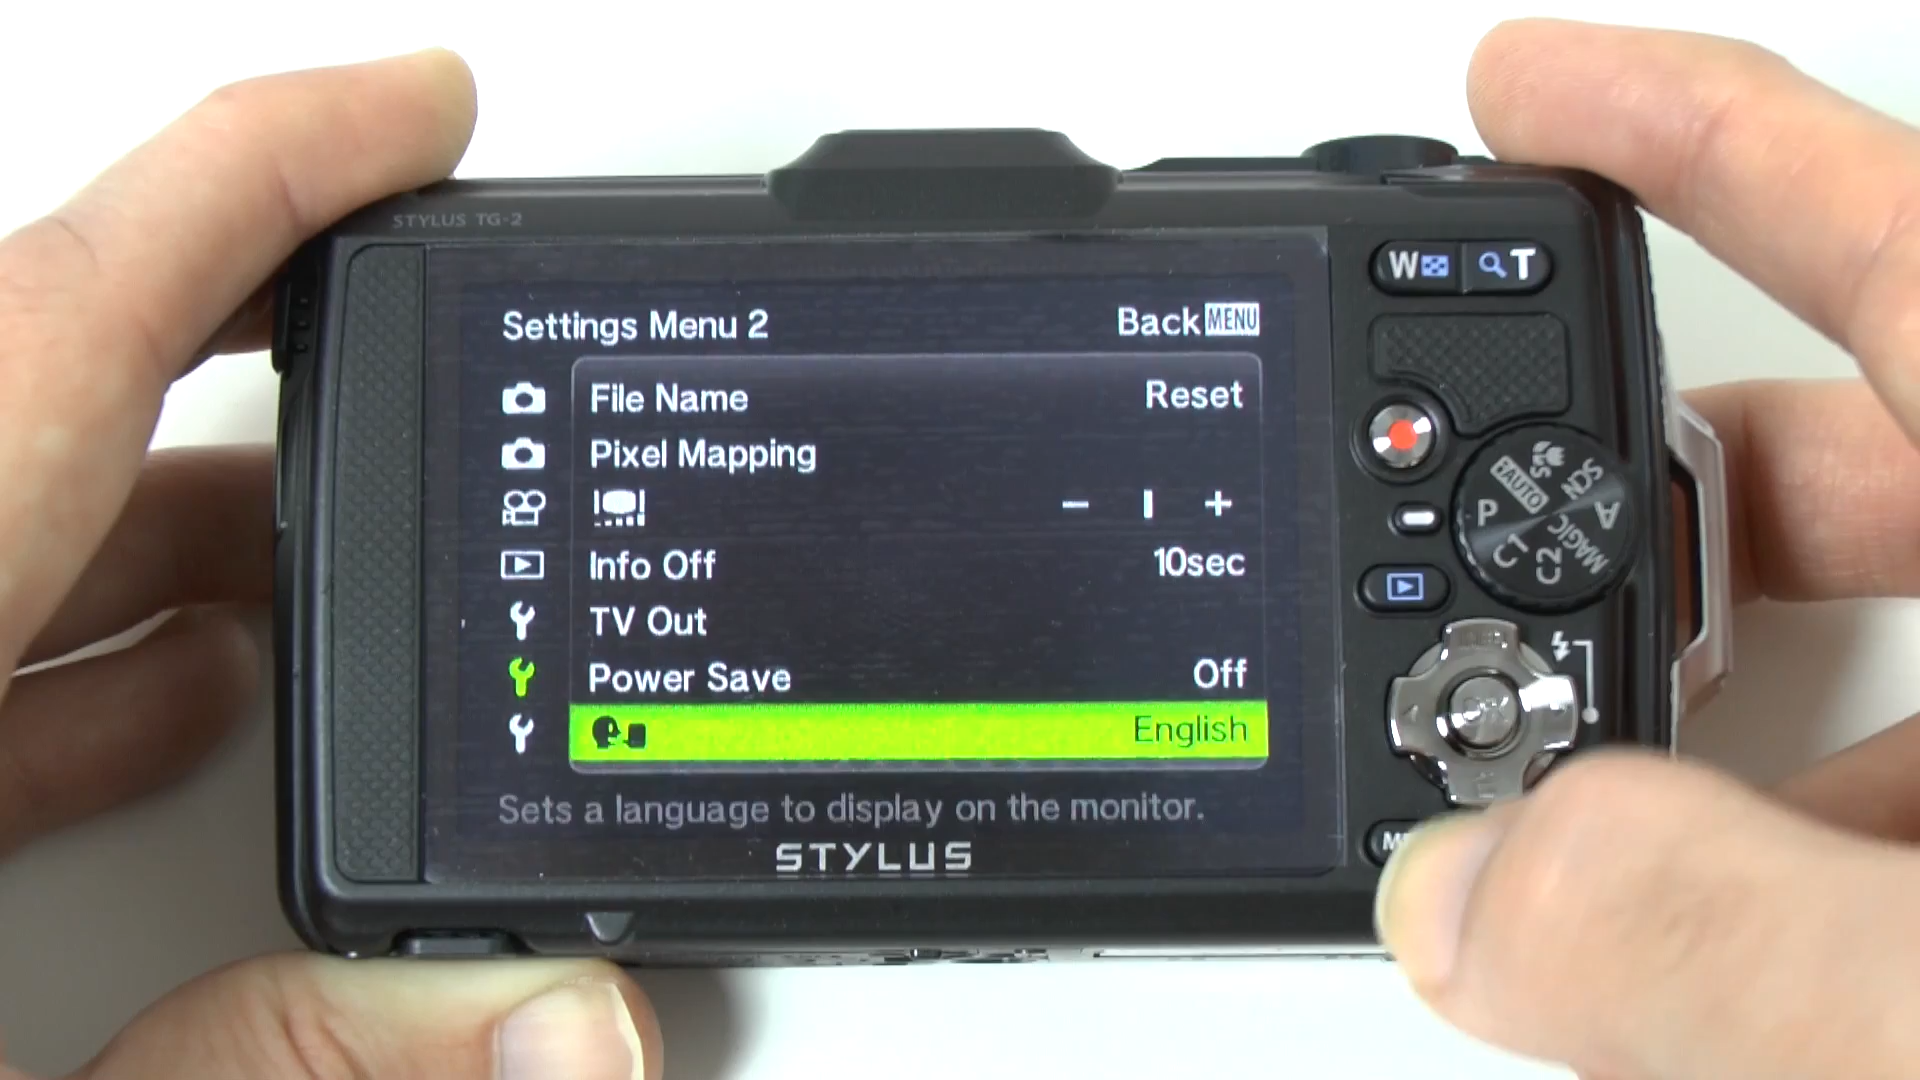 STYLUS TG-2
W T
Settings Menu 2
Back MENU
File Name Reset
Pixel Mapping
− +
Info Off 10sec
TV Out
Power Save Off
English
Sets a language to display on the monitor.
STYLUS
iAUTO
SCN
P
A
C1
C2
MAGIC